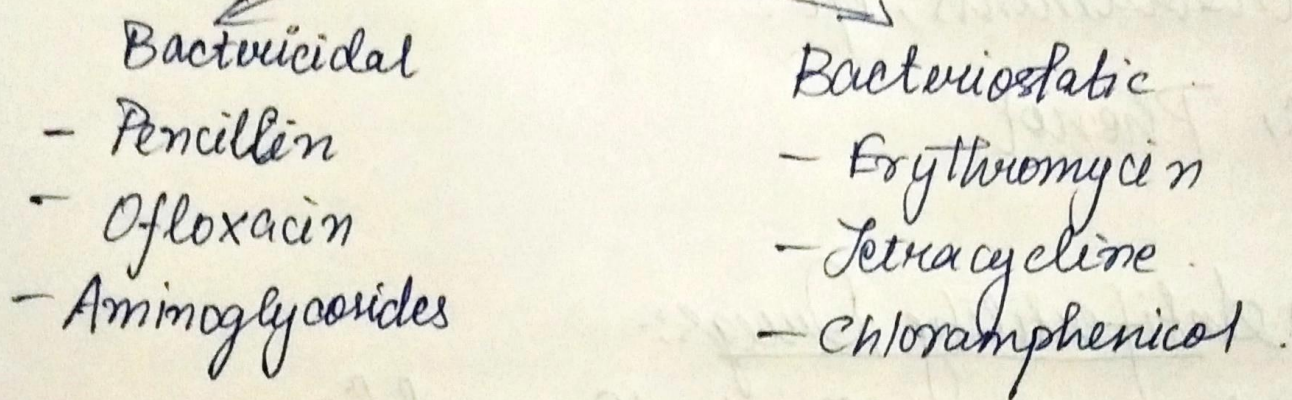 Bactericidal
- Pencillin
- Ofloxacin
- Aminoglycosides
Bacteriostatic
- Erythromycin
- Tetracycline
- Chloramphenicol.